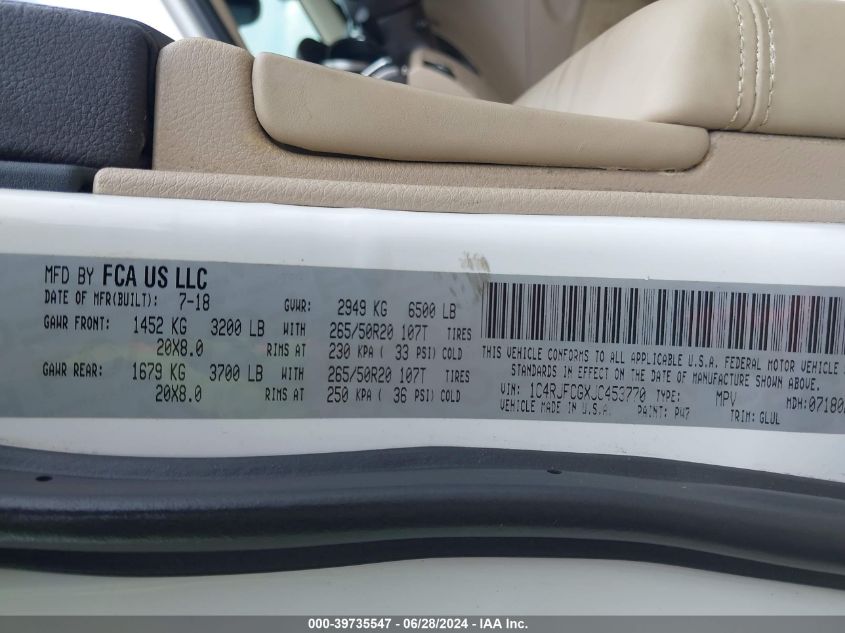 MFD BY FCA US LLC
DATE OF MFR(BUILT): 7-18 GVWR: 2949 KG 6500 LB
GAWR FRONT: 1452 KG 3200 LB WITH 265/50R20 107T TIRES
20X8.0 RIMS AT 230 KPA ( 33 PSI) COLD
GAWR REAR: 1679 KG 3700 LB WITH 265/50R20 107T TIRES
20X8.0 RIMS AT 250 KPA ( 36 PSI) COLD
THIS VEHICLE CONFORMS TO ALL APPLICABLE U.S.A. FEDERAL MOTOR VEHICLE
STANDARDS IN EFFECT ON THE DATE OF MANUFACTURE SHOWN ABOVE.
VIN: 1C4RJFCGXJC453770 TYPE: MPV MDH:07180
VEHICLE MADE IN U.S.A. PAINT: PW7 TRIM: GLUL
000-39735547 - 06/28/2024 - IAA Inc.